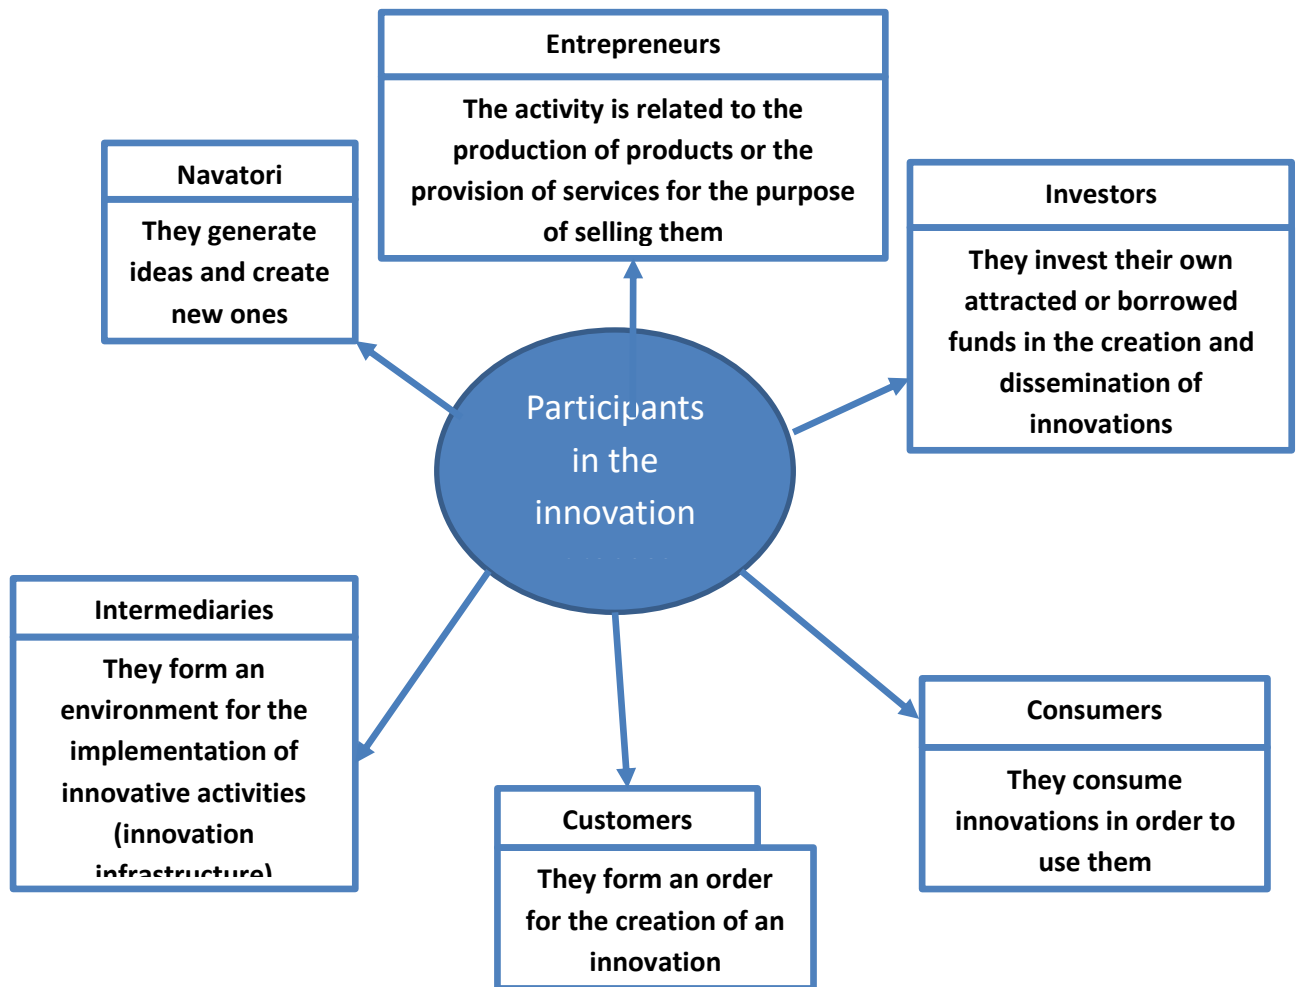 Entrepreneurs
The activity is related to the
production of products or the
provision of services for the purpose
of selling them
Navatori
They generate
ideas and create
new ones
Investors
They invest their own
attracted or borrowed
funds in the creation and
dissemination of
innovations
Participants
in the
innovation
Intermediaries
They form an
environment for the
implementation of
innovative activities
(innovation
infrastructure)
Customers
They form an order
for the creation of an
innovation
Consumers
They consume
innovations in order to
use them